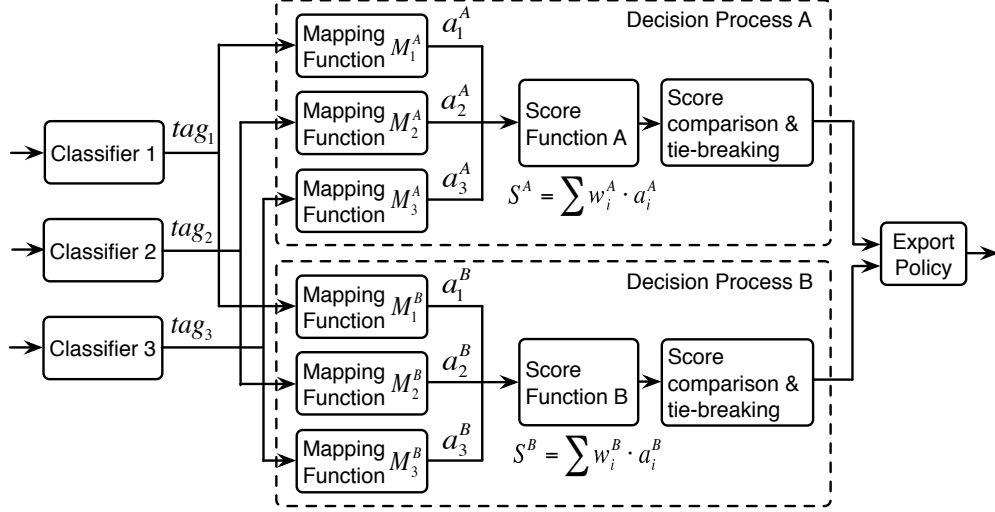 Decision Process A
Mapping
Function M_1^A
a_1^A
Mapping
Function M_2^A
a_2^A
Mapping
Function M_3^A
a_3^A
Score
Function A
S^A = ∑ w_i^A · a_i^A
Score
comparison &
tie-breaking
Classifier 1
tag_1
Classifier 2
tag_2
Classifier 3
tag_3
Export
Policy
Decision Process B
Mapping
Function M_1^B
a_1^B
Mapping
Function M_2^B
a_2^B
Mapping
Function M_3^B
a_3^B
Score
Function B
S^B = ∑ w_i^B · a_i^B
Score
comparison &
tie-breaking